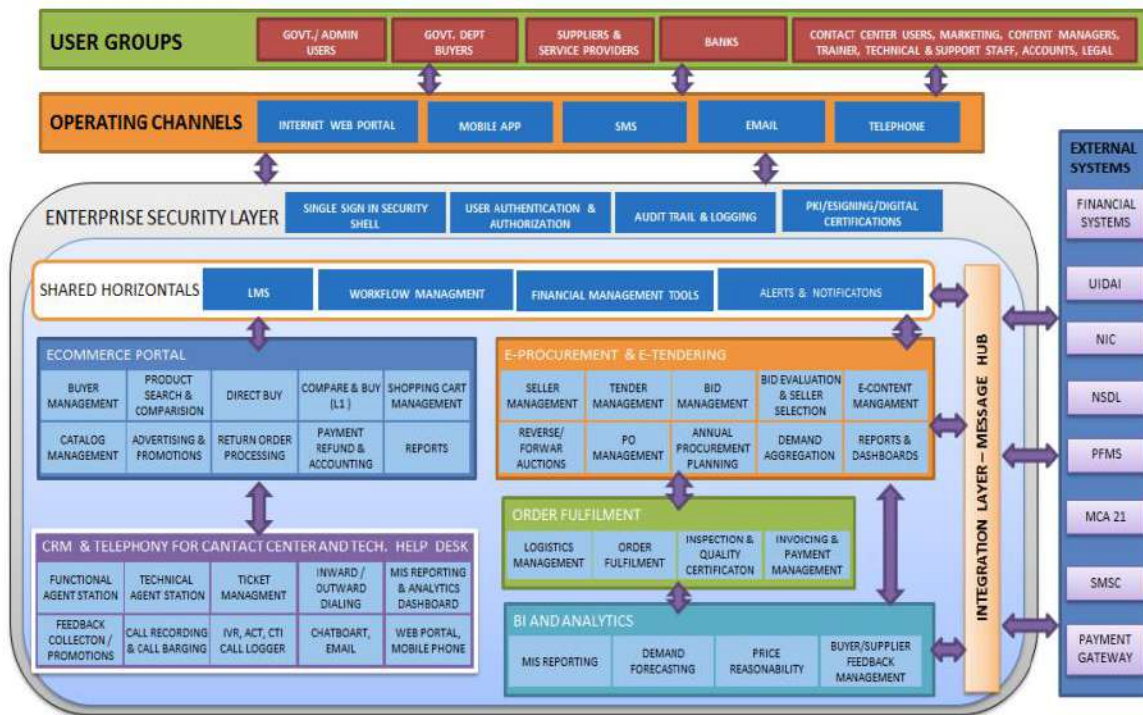 USER GROUPS
GOVT./ ADMIN
USERS
GOVT. DEPT
BUYERS
SUPPLIERS &
SERVICE PROVIDERS
BANKS
CONTACT CENTER USERS, MARKETING, CONTENT MANAGERS,
TRAINER, TECHNICAL & SUPPORT STAFF, ACCOUNTS, LEGAL
OPERATING CHANNELS
INTERNET WEB PORTAL
MOBILE APP
SMS
EMAIL
TELEPHONE
ENTERPRISE SECURITY LAYER
SINGLE SIGN IN SECURITY
SHELL
USER AUTHENTICATION &
AUTHORIZATION
AUDIT TRAIL & LOGGING
PKI/ESIGNING/DIGITAL
CERTIFICATIONS
SHARED HORIZONTALS
LMS
WORKFLOW MANAGMENT
FINANCIAL MANAGEMENT TOOLS
ALERTS & NOTIFICATONS
ECOMMERCE PORTAL
BUYER
MANAGEMENT
PRODUCT
SEARCH &
COMPARISION
DIRECT BUY
COMPARE & BUY
(L1 )
SHOPPING CART
MANAGEMENT
CATALOG
MANAGEMENT
ADVERTISING &
PROMOTIONS
RETURN ORDER
PROCESSING
PAYMENT
REFUND &
ACCOUNTING
REPORTS
E-PROCUREMENT & E-TENDERING
SELLER
MANAGEMENT
TENDER
MANAGEMENT
BID
MANAGEMENT
BID EVALUATION
& SELLER
SELECTION
E-CONTENT
MANGAMENT
REVERSE/
FORWAR
AUCTIONS
PO
MANAGEMENT
ANNUAL
PROCUREMENT
PLANNING
DEMAND
AGGREGATION
REPORTS &
DASHBOARDS
ORDER FULFILMENT
LOGISTICS
MANAGEMENT
ORDER
FULFILMENT
INSPECTION &
QUALITY
CERTIFICATON
INVOICING &
PAYMENT
MANAGEMENT
CRM & TELEPHONY FOR CANTACT CENTER AND TECH. HELP DESK
FUNCTIONAL
AGENT STATION
TECHNICAL
AGENT STATION
TICKET
MANAGMENT
INWARD /
OUTWARD
DIALING
MIS REPORTING
& ANALYTICS
DASHBOARD
FEEDBACK
COLLECTON /
PROMOTIONS
CALL RECORDING
& CALL BARGING
IVR, ACT, CTI
CALL LOGGER
CHATBOART,
EMAIL
WEB PORTAL,
MOBILE PHONE
BI AND ANALYTICS
MIS REPORTING
DEMAND
FORECASTING
PRICE
REASONABILITY
BUYER/SUPPLIER
FEEDBACK
MANAGEMENT
INTEGRATION LAYER – MESSAGE HUB
EXTERNAL
SYSTEMS
FINANCIAL
SYSTEMS
UIDAI
NIC
NSDL
PFMS
MCA 21
SMSC
PAYMENT
GATEWAY